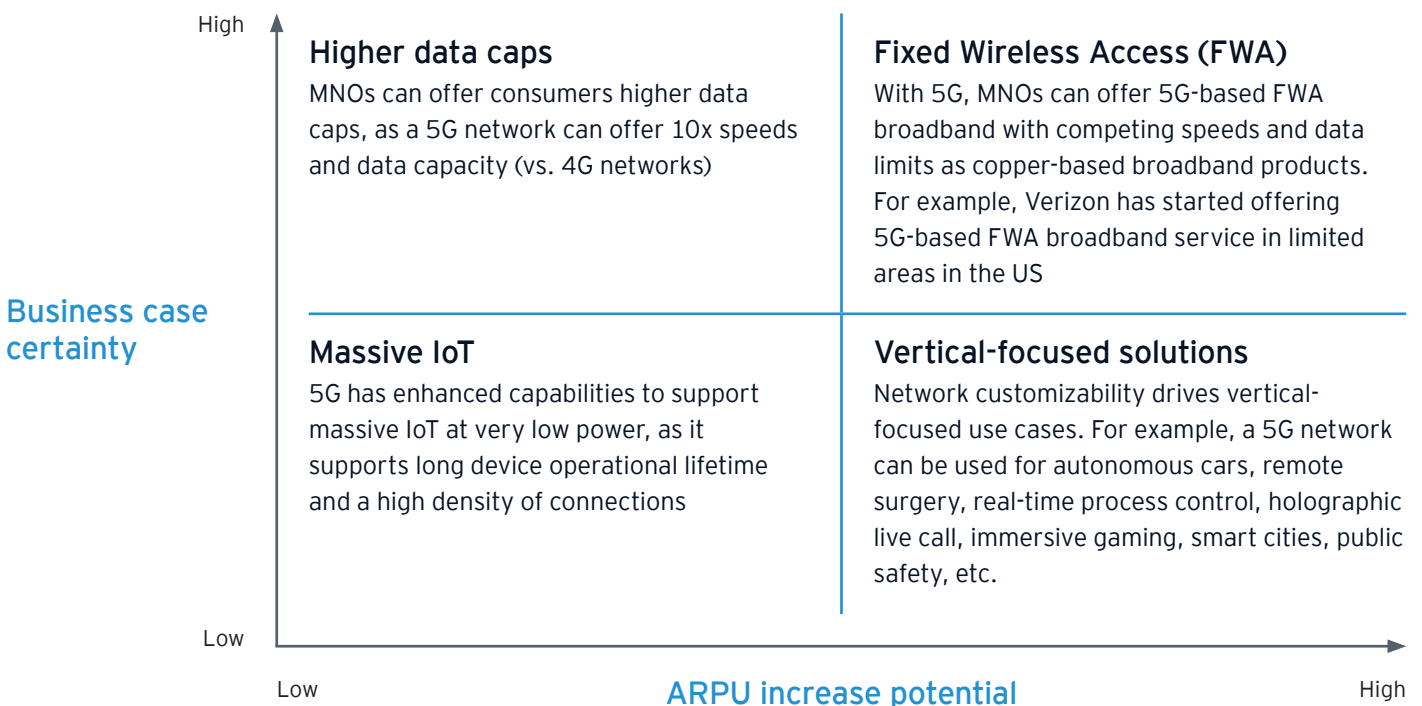 High
Higher data caps
MNOs can offer consumers higher data
caps, as a 5G network can offer 10x speeds
and data capacity (vs. 4G networks)
Fixed Wireless Access (FWA)
With 5G, MNOs can offer 5G-based FWA
broadband with competing speeds and data
limits as copper-based broadband products.
For example, Verizon has started offering
5G-based FWA broadband service in limited
areas in the US
Business case
certainty
Massive IoT
5G has enhanced capabilities to support
massive IoT at very low power, as it
supports long device operational lifetime
and a high density of connections
Vertical-focused solutions
Network customizability drives vertical-
focused use cases. For example, a 5G network
can be used for autonomous cars, remote
surgery, real-time process control, holographic
live call, immersive gaming, smart cities, public
safety, etc.
Low
Low
ARPU increase potential
High